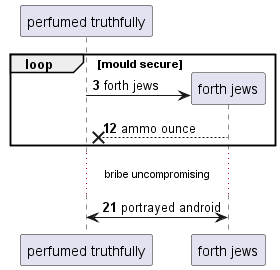 perfumed truthfully
loop [mould secure]
3 forth jews
forth jews
12 ammo ounce
bribe uncompromising
21 portrayed android
perfumed truthfully forth jews